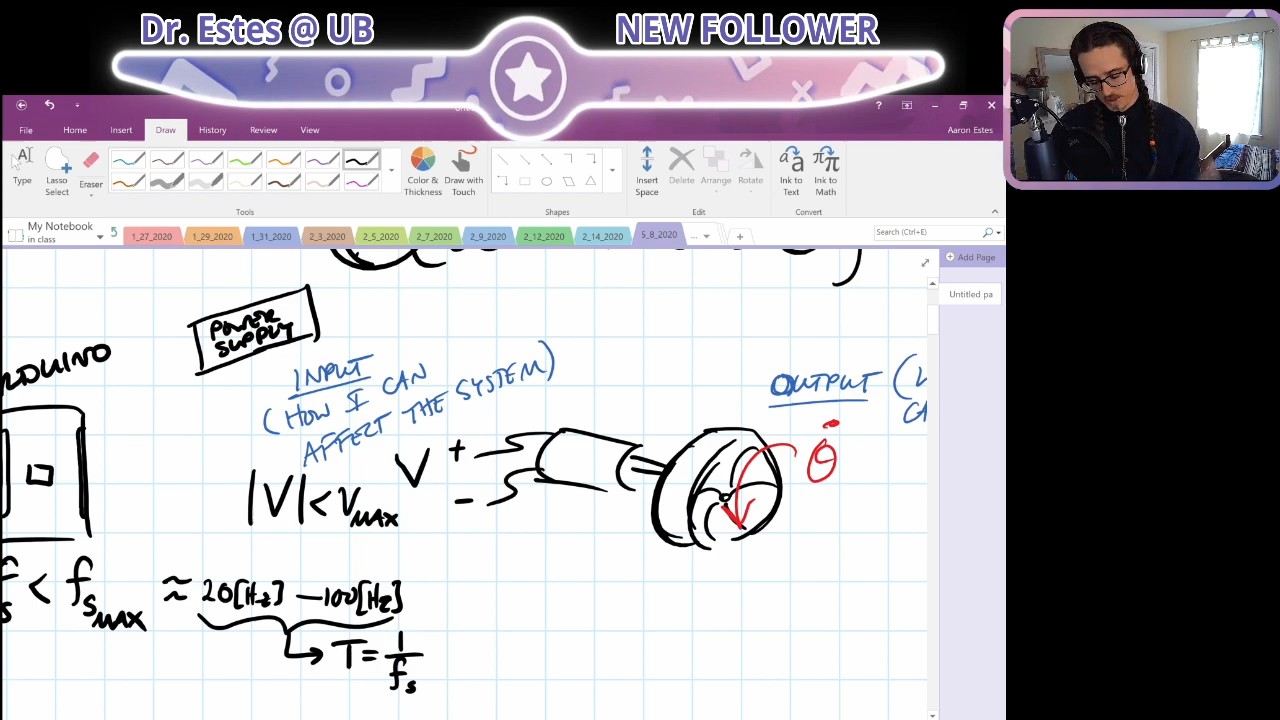 Dr. Estes @ UB
NEW FOLLOWER
File Home Insert Draw History Review View
Aaron Estes
Type
Lasso Select
Eraser
Color & Thickness
Draw with Touch
Insert Space
Delete
Arrange
Rotate
Ink to Text
Ink to Math
Tools
Shapes
Edit
Convert
My Notebook
in class
1_27_2020
1_29_2020
1_31_2020
2_3_2020
2_5_2020
2_7_2020
2_9_2020
2_12_2020
2_14_2020
5_8_2020
...
Search (Ctrl+E)
Add Page
Untitled pa
POWER SUPPLY
RDUINO
INPUT
(HOW I CAN
AFFECT THE SYSTEM)
OUTPUT (
V + -
θ̇
|V| < V_MAX
f_s < f_s_MAX ≈ 20[Hz] — 100[Hz]
→ T = 1/f_s